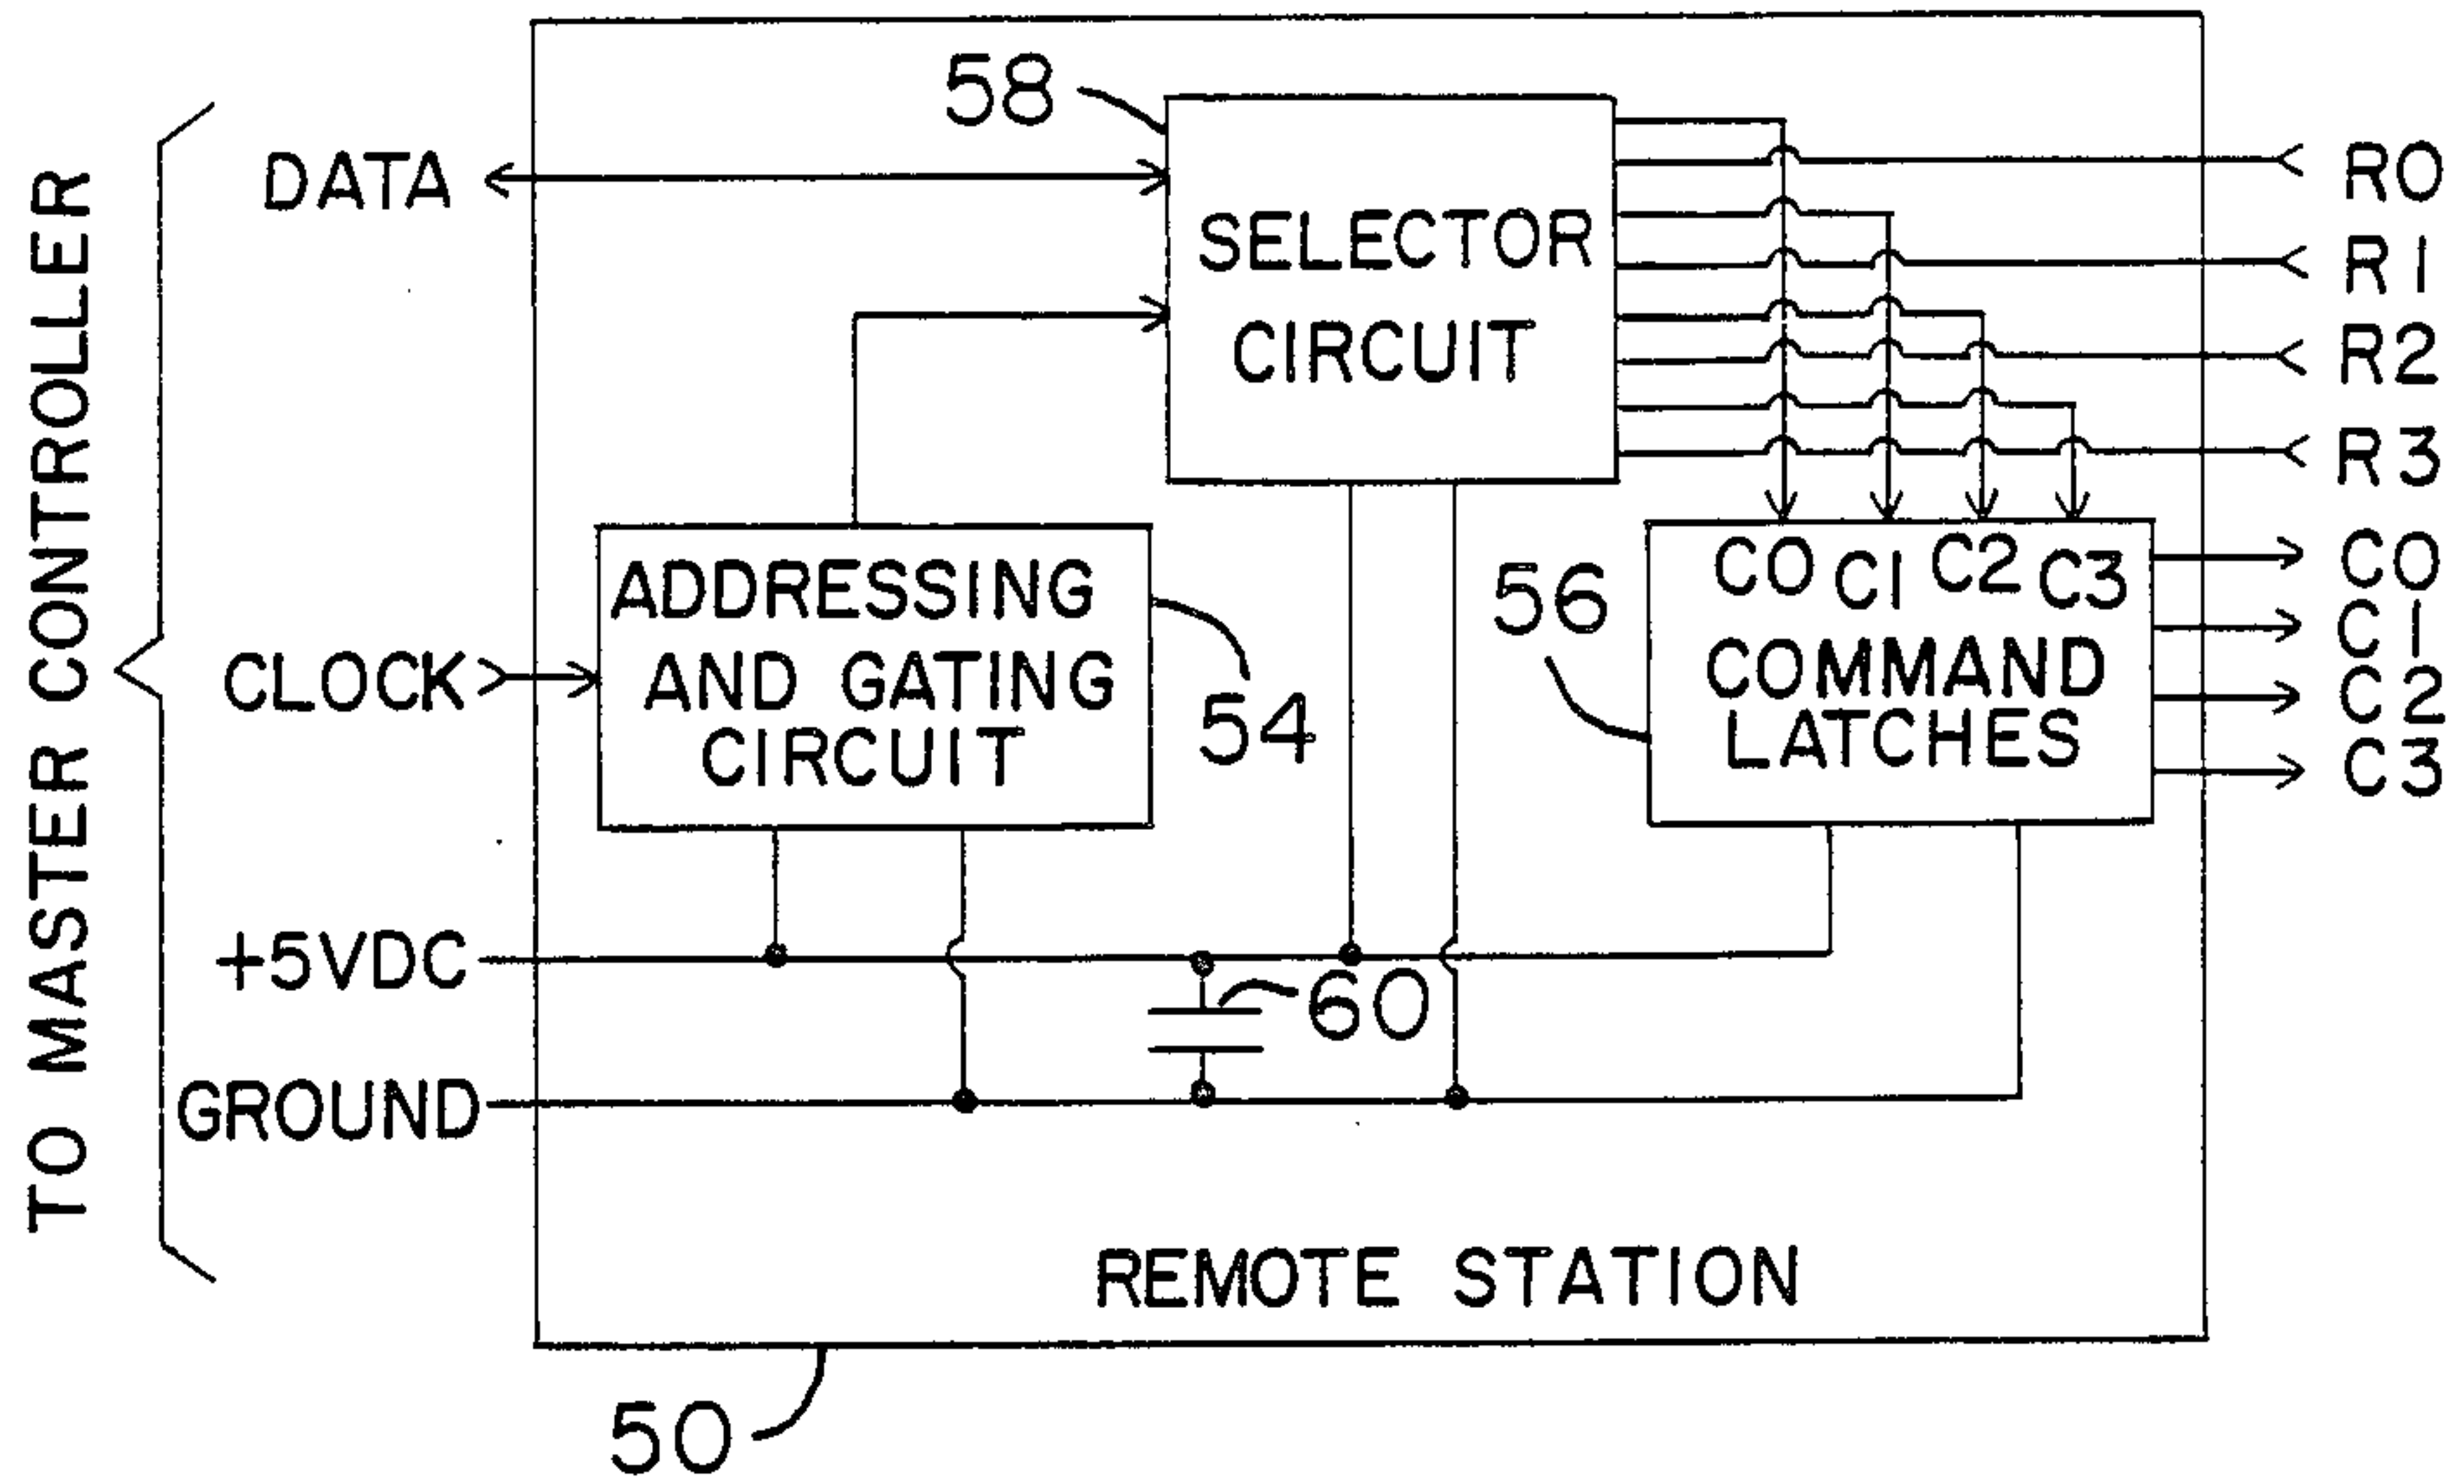 TO MASTER CONTROLLER
58
DATA
SELECTOR
CIRCUIT
R0
R1
R2
R3
ADDRESSING
AND GATING
CIRCUIT
CLOCK
54
56
C0 C1 C2 C3
COMMAND
LATCHES
C0
C1
C2
C3
+5VDC
60
GROUND
REMOTE STATION
50